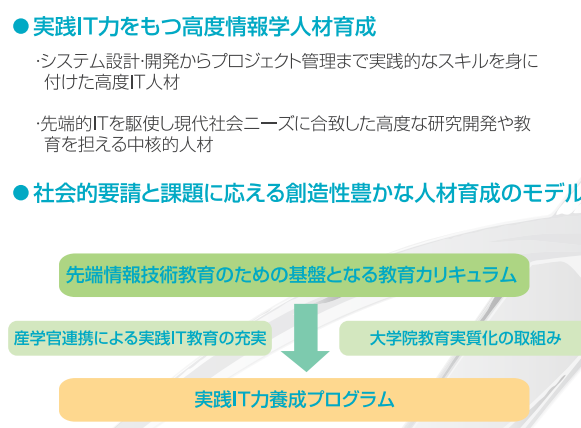 ●実践IT力をもつ高度情報学人材育成
・システム設計・開発からプロジェクト管理まで実践的なスキルを身に
付けた高度IT人材
・先端的ITを駆使し現代社会ニーズに合致した高度な研究開発や教
育を担える中核的人材
●社会的要請と課題に応える創造性豊かな人材育成のモデル
先端情報技術教育のための基盤となる教育カリキュラム
産学官連携による実践IT教育の充実
大学院教育実質化の取組み
実践IT力養成プログラム